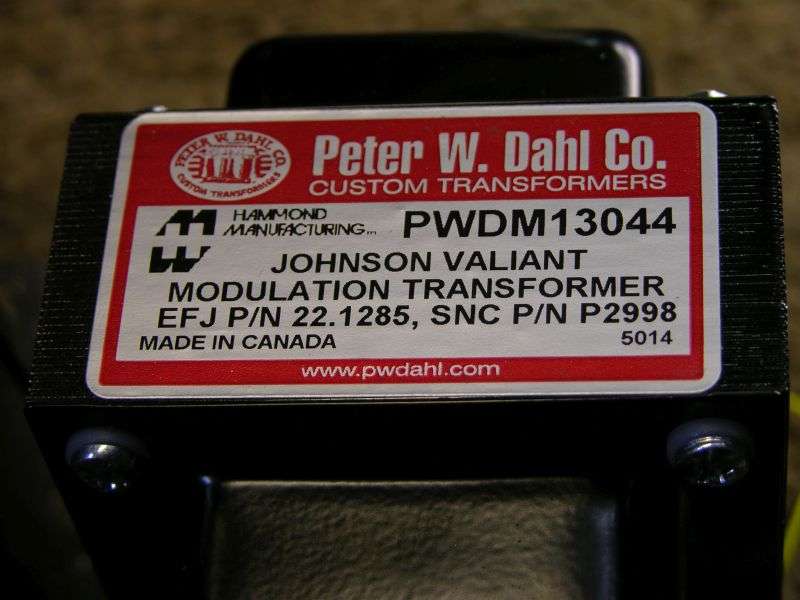 PETER W. DAHL CO.
CUSTOM TRANSFORMERS
Peter W. Dahl Co.
CUSTOM TRANSFORMERS
HAMMOND
MANUFACTURING INC.
PWDM13044
JOHNSON VALIANT
MODULATION TRANSFORMER
EFJ P/N 22.1285, SNC P/N P2998
MADE IN CANADA
5014
www.pwdahl.com